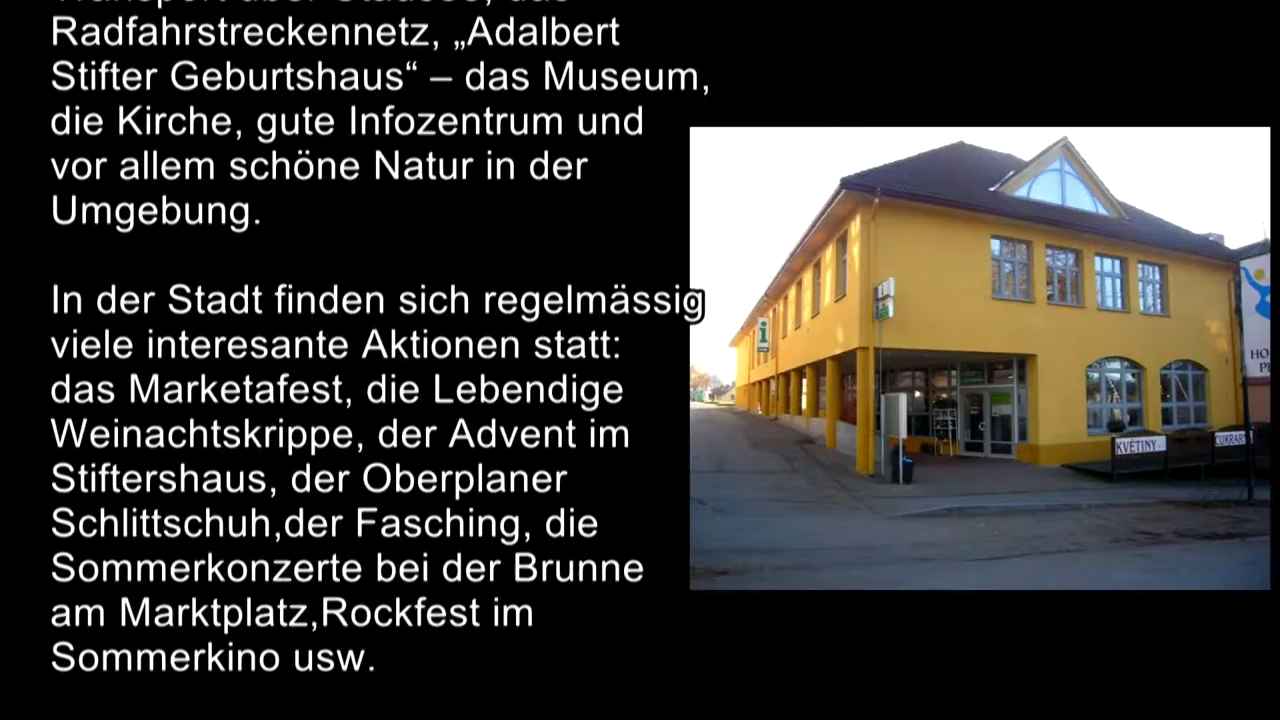 Radfahrstreckennetz, „Adalbert
Stifter Geburtshaus“ – das Museum,
die Kirche, gute Infozentrum und
vor allem schöne Natur in der
Umgebung.
In der Stadt finden sich regelmässig
viele interesante Aktionen statt:
das Marketafest, die Lebendige
Weinachtskrippe, der Advent im
Stiftershaus, der Oberplaner
Schlittschuh,der Fasching, die
Sommerkonzerte bei der Brunne
am Marktplatz,Rockfest im
Sommerkino usw.
i
KVĚTINY